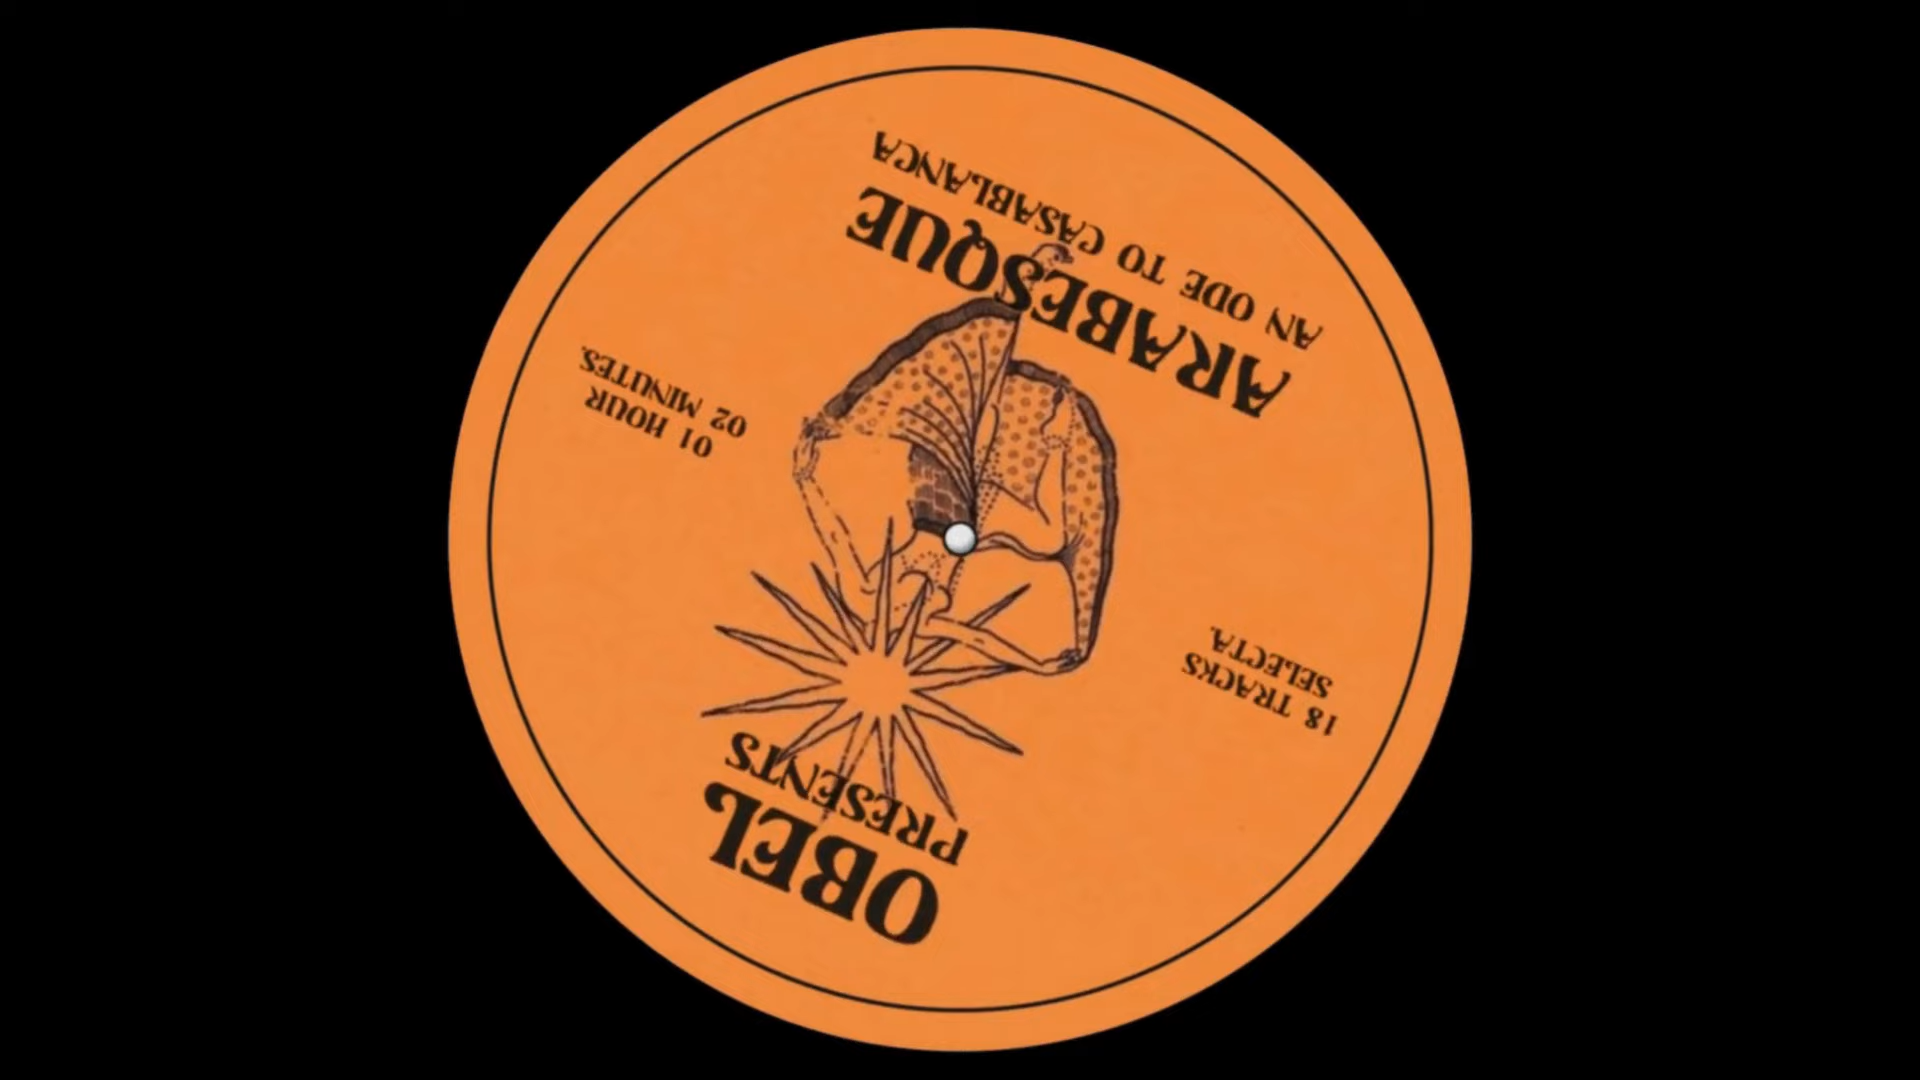 OBEL
PRESENTS
18 TRACKS
SELECTA.
01 HOUR
02 MINUTES.
ARABESQUE
AN ODE TO CASABLANCA